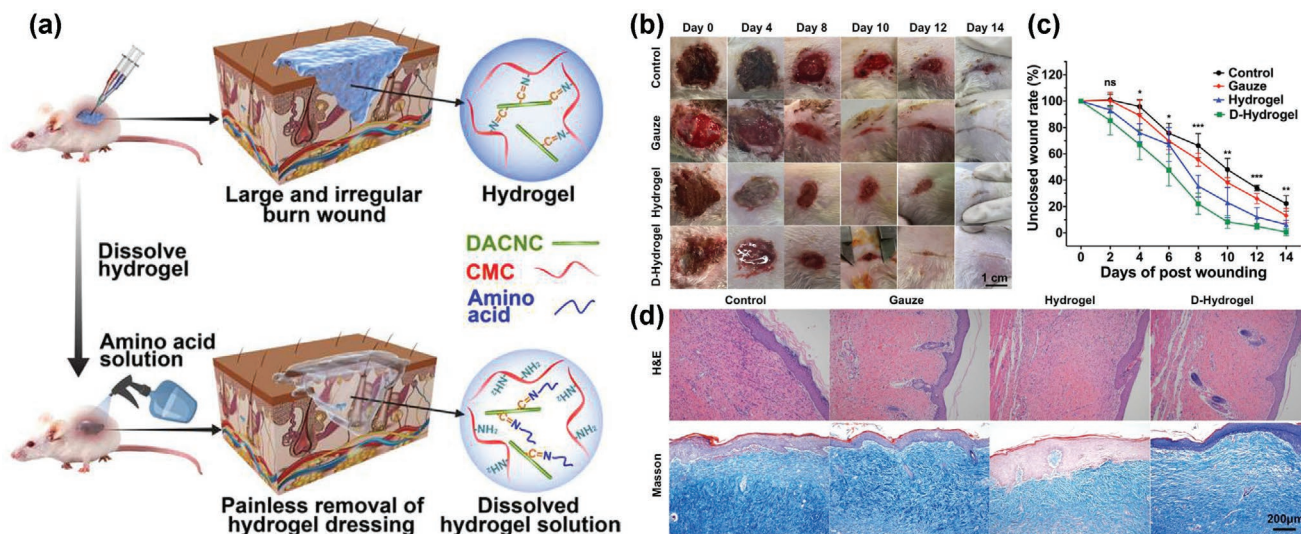 (a)
Large and irregular
burn wound
Hydrogel
Dissolve
hydrogel
DACNC
CMC
Amino
acid
Amino acid
solution
Painless removal of
hydrogel dressing
Dissolved
hydrogel solution
C=N-
C=N
N=C
C=N
NH₂
NH₂
NH₂
NH₂
-NH₂
NH₂
C=N
C=N
C=N
(b)
Day 0 Day 4 Day 8 Day 10 Day 12 Day 14
Control
Gauze
Hydrogel
D-Hydrogel
1 cm
(c)
Unclosed wound rate (%)
140
120
100
80
60
40
20
0
ns * * *** ** *** **
Control
Gauze
Hydrogel
D-Hydrogel
0 2 4 6 8 10 12 14
Days of post wounding
(d)
Control Gauze Hydrogel D-Hydrogel
H&E
Masson
200μm